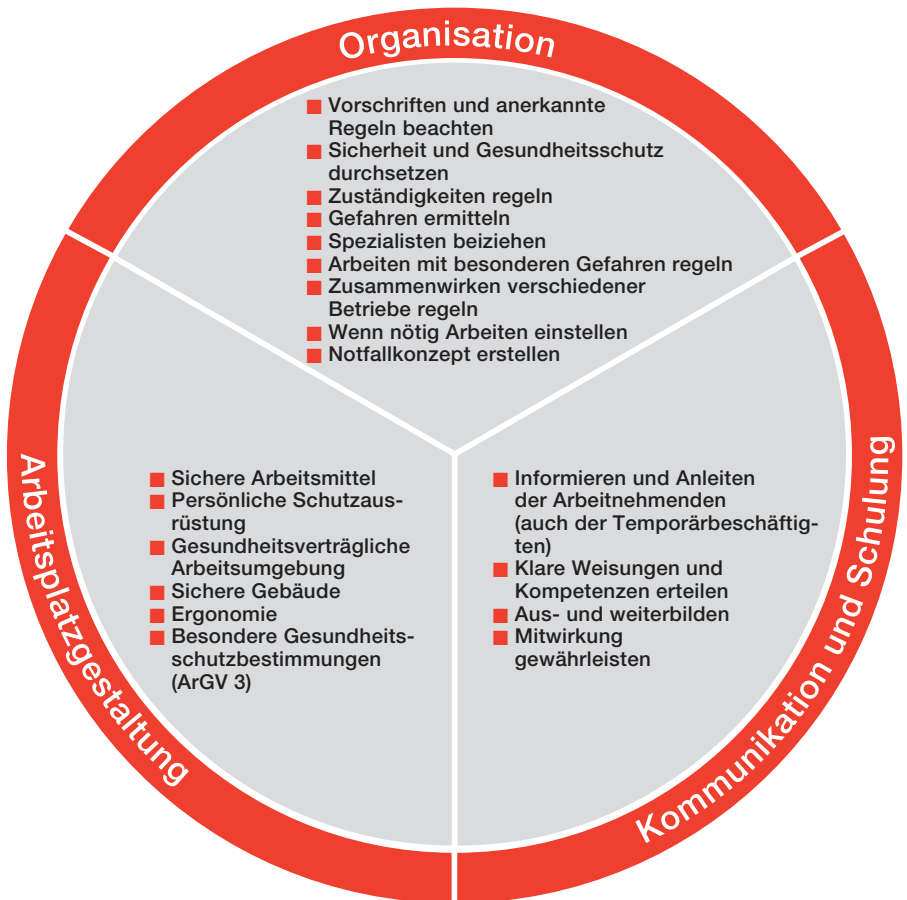 Organisation
■ Vorschriften und anerkannte
Regeln beachten
■ Sicherheit und Gesundheitsschutz
durchsetzen
■ Zuständigkeiten regeln
■ Gefahren ermitteln
■ Spezialisten beiziehen
■ Arbeiten mit besonderen Gefahren regeln
■ Zusammenwirken verschiedener
Betriebe regeln
■ Wenn nötig Arbeiten einstellen
■ Notfallkonzept erstellen
Arbeitsplatzgestaltung
■ Sichere Arbeitsmittel
■ Persönliche Schutzaus-
rüstung
■ Gesundheitsverträgliche
Arbeitsumgebung
■ Sichere Gebäude
■ Ergonomie
■ Besondere Gesundheits-
schutzbestimmungen
(ArGV 3)
Kommunikation und Schulung
■ Informieren und Anleiten
der Arbeitnehmenden
(auch der Temporärbeschäftig-
ten)
■ Klare Weisungen und
Kompetenzen erteilen
■ Aus- und weiterbilden
■ Mitwirkung
gewährleisten